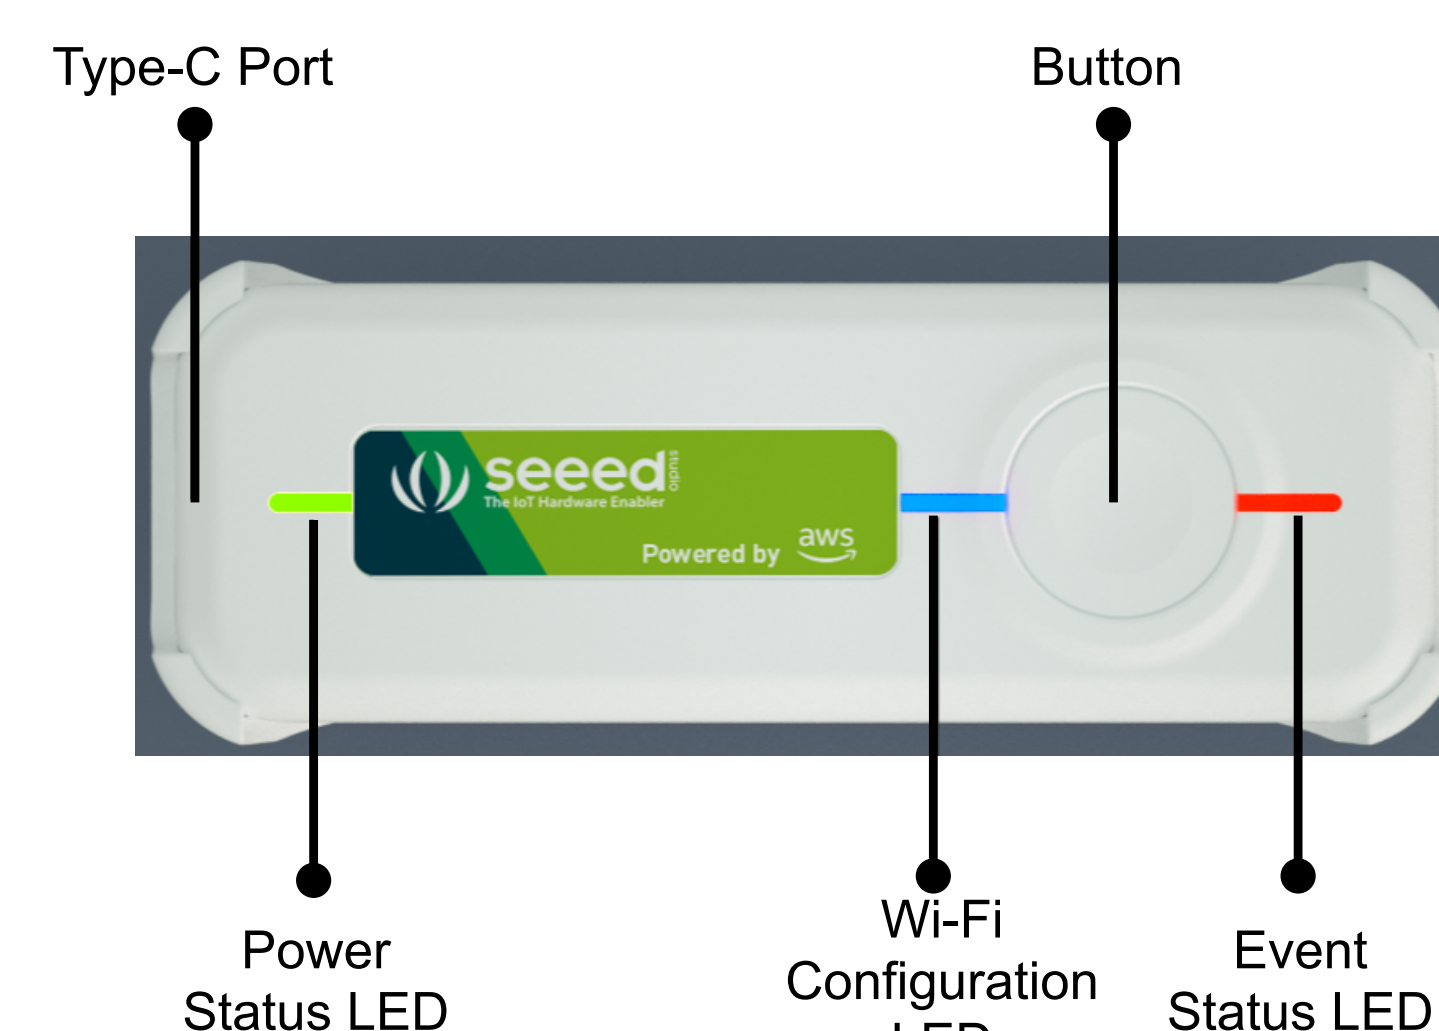 Type-C Port
Button
seeed
studio
The IoT Hardware Enabler
Powered by aws
Power
Status LED
Wi-Fi
Configuration
LED
Event
Status LED